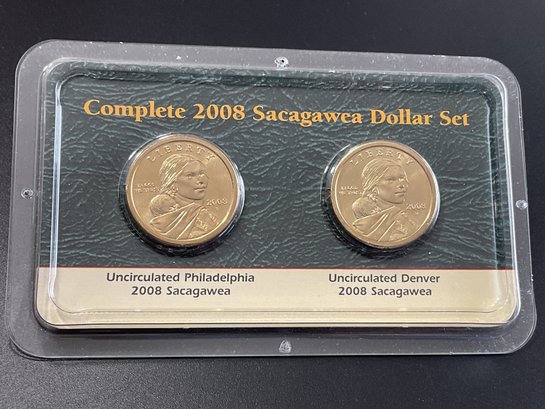 Complete 2008 Sacagawea Dollar Set
LIBERTY
2008
LIBERTY
2008
Uncirculated Philadelphia
2008 Sacagawea
Uncirculated Denver
2008 Sacagawea